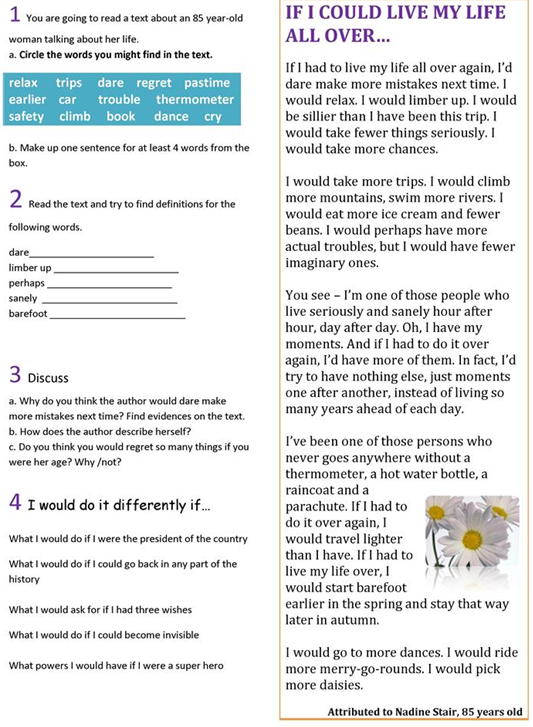 1 You are going to read a text about an 85 year-old
woman talking about her life.
a. Circle the words you might find in the text.
relax trips dare regret pastime
earlier car trouble thermometer
safety climb book dance cry
b. Make up one sentence for at least 4 words from the
box.
2 Read the text and try to find definitions for the
following words.
dare
limber up
perhaps
sanely
barefoot
3 Discuss
a. Why do you think the author would dare make
more mistakes next time? Find evidences on the text.
b. How does the author describe herself?
c. Do you think you would regret so many things if you
were her age? Why /not?
4 I would do it differently if…
What I would do if I were the president of the country
What I would do if I could go back in any part of the
history
What I would ask for if I had three wishes
What I would do if I could become invisible
What powers I would have if I were a super hero
IF I COULD LIVE MY LIFE
ALL OVER…
If I had to live my life all over again, I'd
dare make more mistakes next time. I
would relax. I would limber up. I would
be sillier than I have been this trip. I
would take fewer things seriously. I
would take more chances.
I would take more trips. I would climb
more mountains, swim more rivers. I
would eat more ice cream and fewer
beans. I would perhaps have more
actual troubles, but I would have fewer
imaginary ones.
You see – I'm one of those people who
live seriously and sanely hour after
hour, day after day. Oh, I have my
moments. And if I had to do it over
again, I'd have more of them. In fact, I'd
try to have nothing else, just moments
one after another, instead of living so
many years ahead of each day.
I've been one of those persons who
never goes anywhere without a
thermometer, a hot water bottle, a
raincoat and a
parachute. If I had to
do it over again, I
would travel lighter
than I have. If I had to
live my life over, I
would start barefoot
earlier in the spring and stay that way
later in autumn.
I would go to more dances. I would ride
more merry-go-rounds. I would pick
more daisies.
Attributed to Nadine Stair, 85 years old